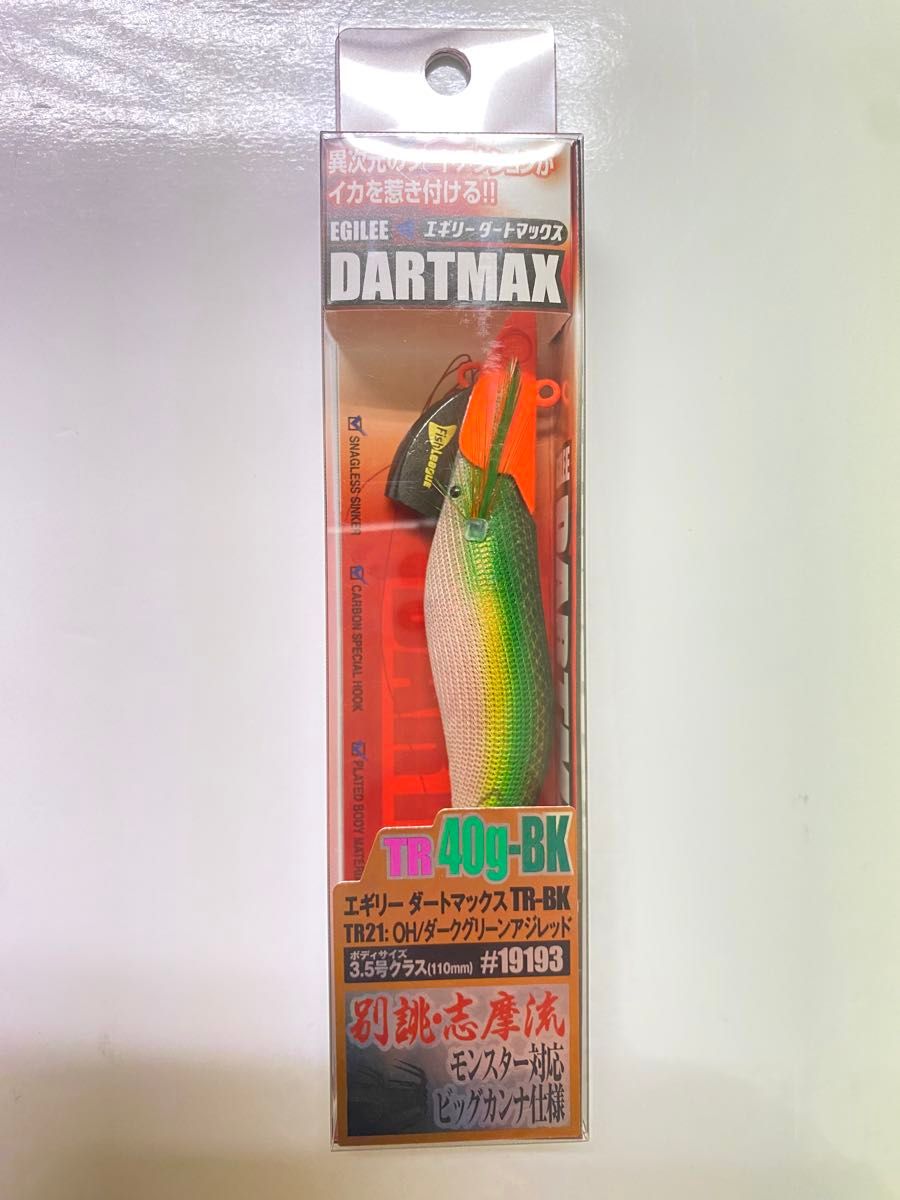 異次元のダートアクションが
イカを惹き付ける!!
EGILEE エギリーダートマックス
DARTMAX
FishLeague
SNAGLESS SINKER
CARBON SPECIAL HOOK
PLATED BODY MATERI
TR 40g-BK
エギリー ダートマックス TR-BK
TR21: OH/ダークグリーンアジレッド
ボディサイズ
3.5号クラス(110mm) #19193
別誂・志摩流
モンスター対応
ビッグカンナ仕様